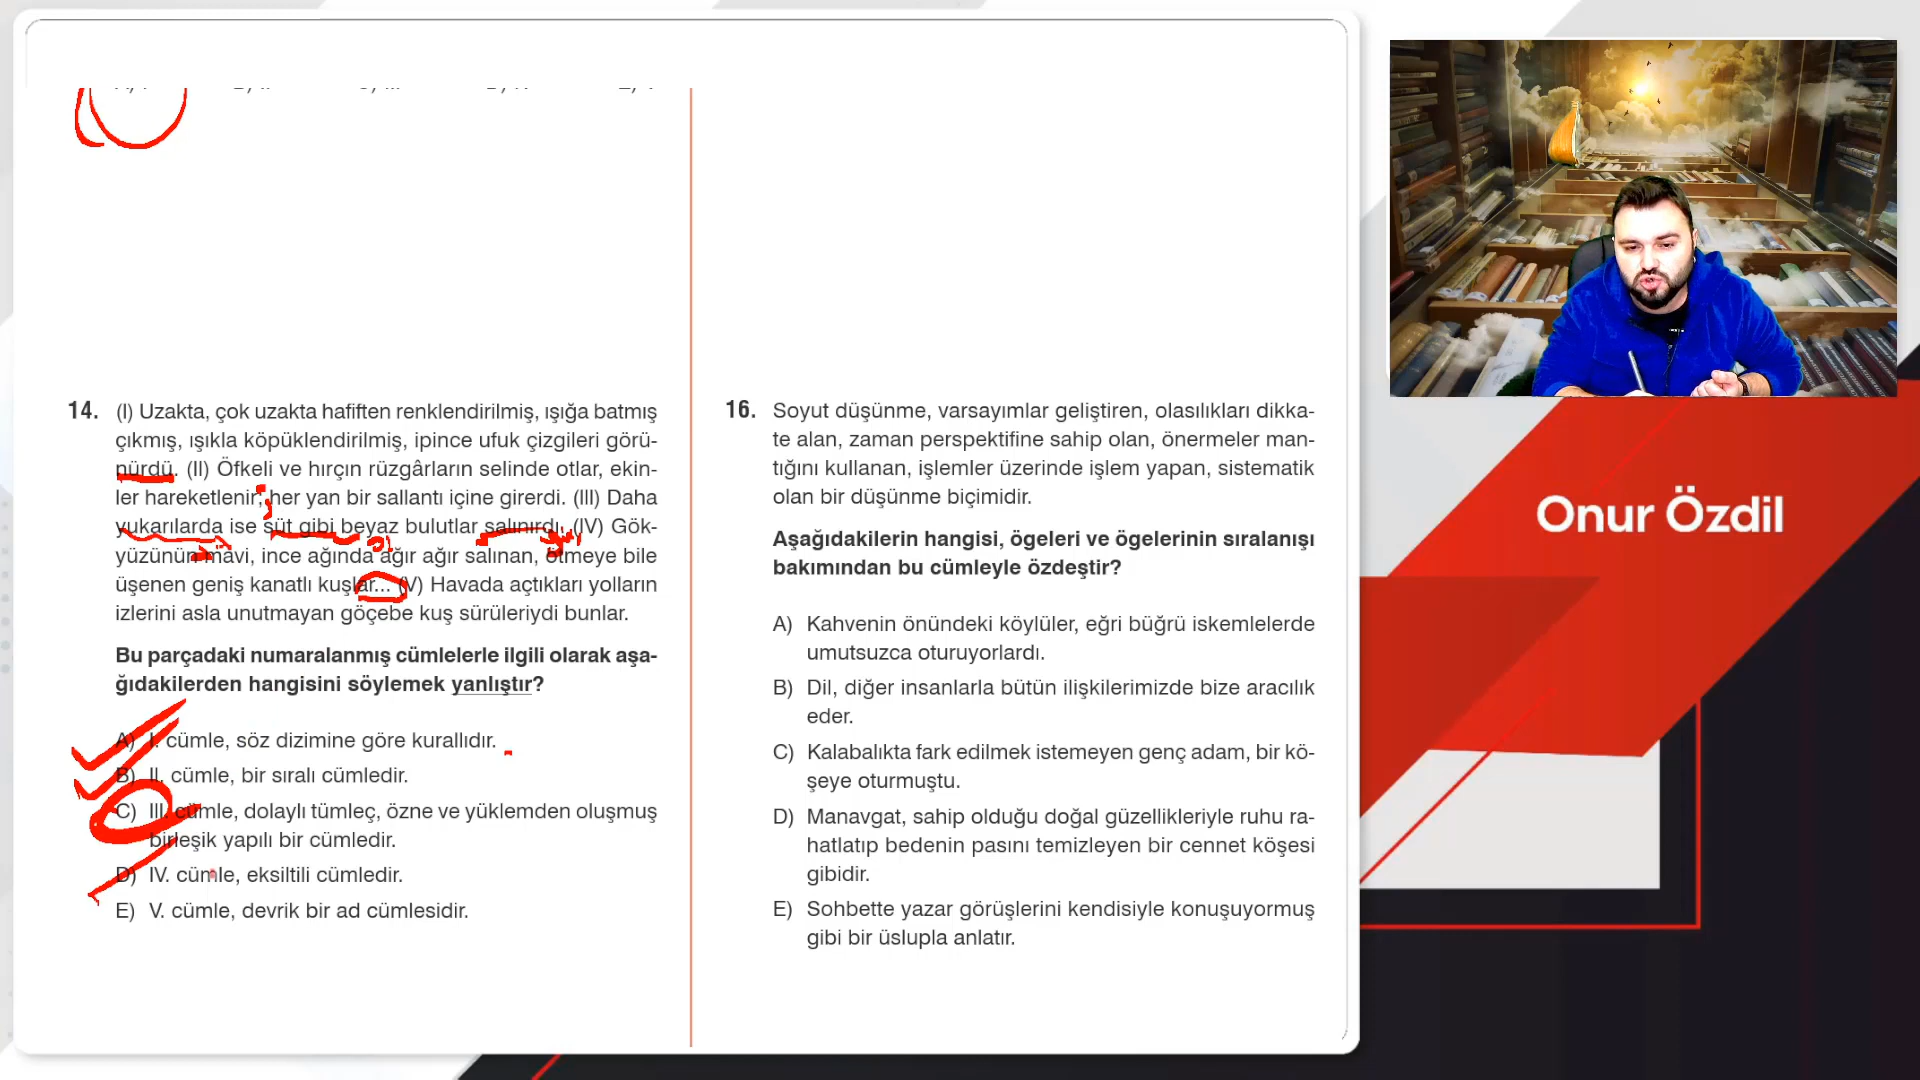 14. (I) Uzakta, çok uzakta hafiften renklendirilmiş, ışığa batmış
çıkmış, ışıkla köpüklendirilmiş, ipince ufuk çizgileri görü-
nürdü. (II) Öfkeli ve hırçın rüzgârların selinde otlar, ekin-
ler hareketlenir; her yan bir sallantı içine girerdi. (III) Daha
yukarılarda ise süt gibi beyaz bulutlar salınırdı. (IV) Gök-
yüzünün mavi, ince ağında ağır ağır salınan, ötmeye bile
üşenen geniş kanatlı kuşlar... (V) Havada açtıkları yolların
izlerini asla unutmayan göçebe kuş sürüleriydi bunlar.
Bu parçadaki numaralanmış cümlelerle ilgili olarak aşa-
ğıdakilerden hangisini söylemek yanlıştır?
A) I. cümle, söz dizimine göre kurallıdır.
B) II. cümle, bir sıralı cümledir.
C) III. cümle, dolaylı tümleç, özne ve yüklemden oluşmuş
birleşik yapılı bir cümledir.
D) IV. cümle, eksiltili cümledir.
E) V. cümle, devrik bir ad cümlesidir.
16. Soyut düşünme, varsayımlar geliştiren, olasılıkları dikka-
te alan, zaman perspektifine sahip olan, önermeler man-
tığını kullanan, işlemler üzerinde işlem yapan, sistematik
olan bir düşünme biçimidir.
Aşağıdakilerin hangisi, ögeleri ve ögelerinin sıralanışı
bakımından bu cümleyle özdeştir?
A) Kahvenin önündeki köylüler, eğri büğrü iskemlelerde
umutsuzca oturuyorlardı.
B) Dil, diğer insanlarla bütün ilişkilerimizde bize aracılık
eder.
C) Kalabalıkta fark edilmek istemeyen genç adam, bir kö-
şeye oturmuştu.
D) Manavgat, sahip olduğu doğal güzellikleriyle ruhu ra-
hatlatıp bedenin pasını temizleyen bir cennet köşesi
gibidir.
E) Sohbette yazar görüşlerini kendisiyle konuşuyormuş
gibi bir üslupla anlatır.
Onur Özdil